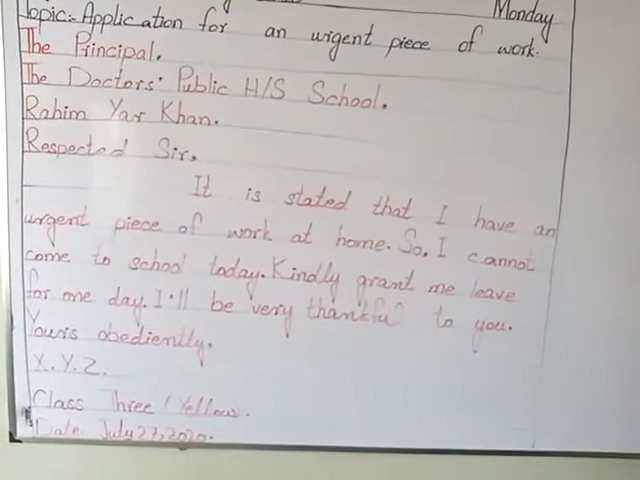 Monday
Topic:- Application for an urgent piece of work.
The Principal,
The Doctors' Public H/S School.
Rahim Yar Khan.
Respected Sir,
It is stated that I have an
urgent piece of work at home. So, I cannot
come to school today. Kindly grant me leave
for one day. I'll be very thankful to you.
Yours obediently,
X.Y.Z.
Class Three (Yellow.
Date. July 27, 2020.